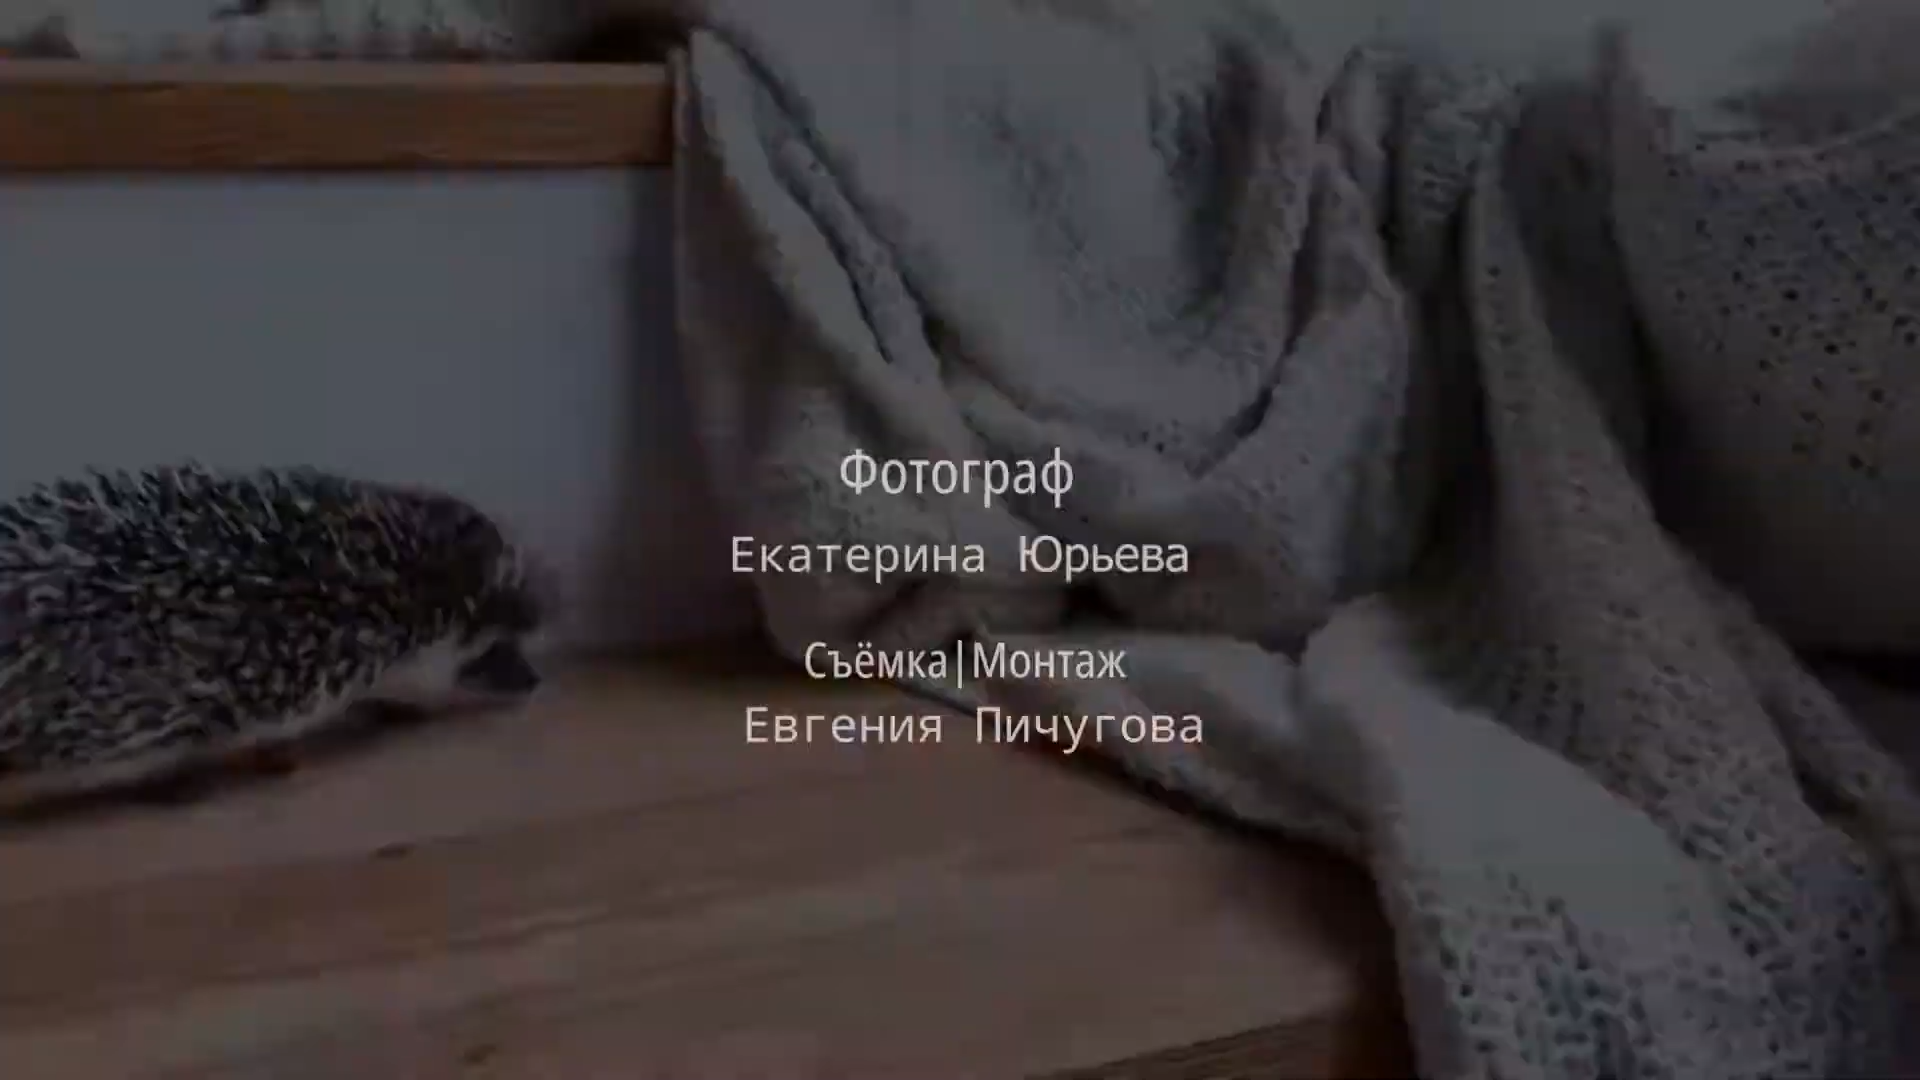 Фотограф
Екатерина Юрьева
Съёмка|Монтаж
Евгения Пичугова